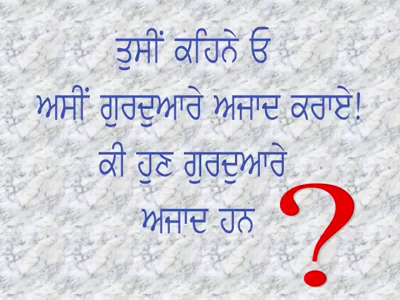 ਤੁਸੀਂ ਕਹਿਨੇ ਓ
ਅਸੀਂ ਗੁਰਦੁਆਰੇ ਅਜਾਦ ਕਰਾਏ!
ਕੀ ਹੁਣ ਗੁਰਦੁਆਰੇ
ਅਜਾਦ ਹਨ ?